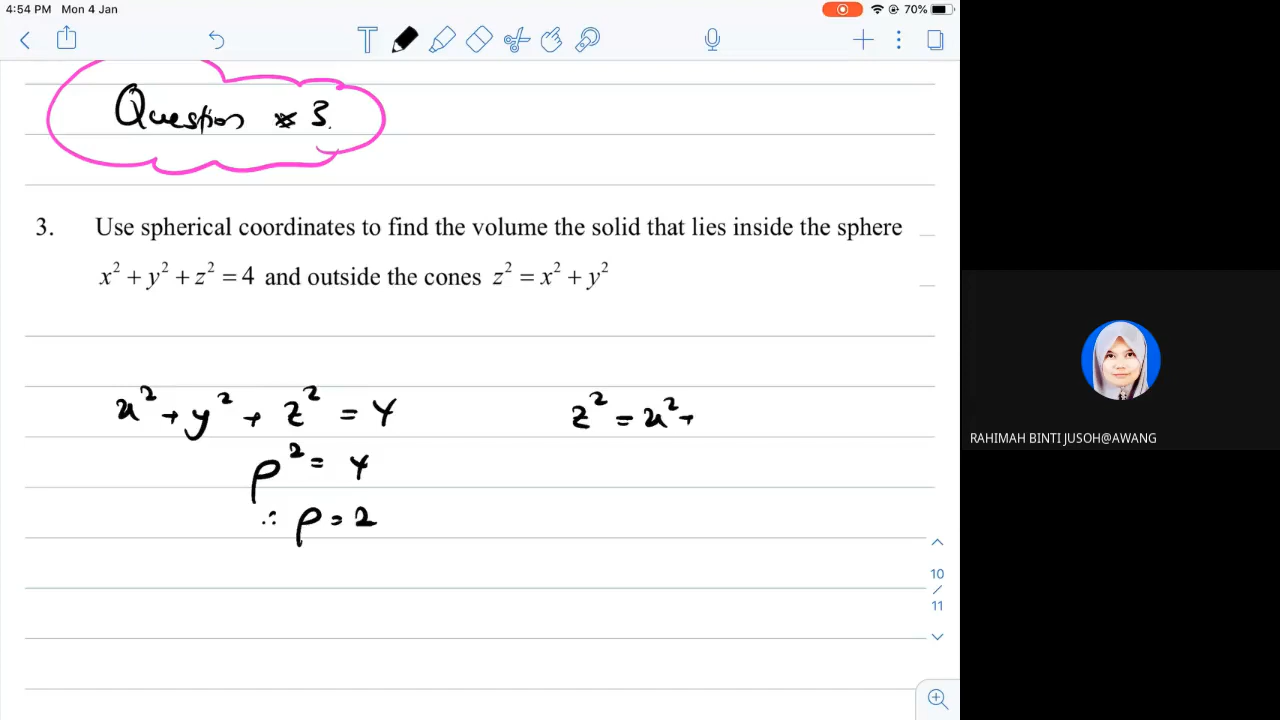 4:54 PM Mon 4 Jan
70%
Question * 3.
3. Use spherical coordinates to find the volume the solid that lies inside the sphere
x² + y² + z² = 4 and outside the cones z² = x² + y²
x² + y² + z² = 4
z² = x² +
ρ² = 4
∴ ρ = 2
RAHIMAH BINTI JUSOH@AWANG
10
/
11